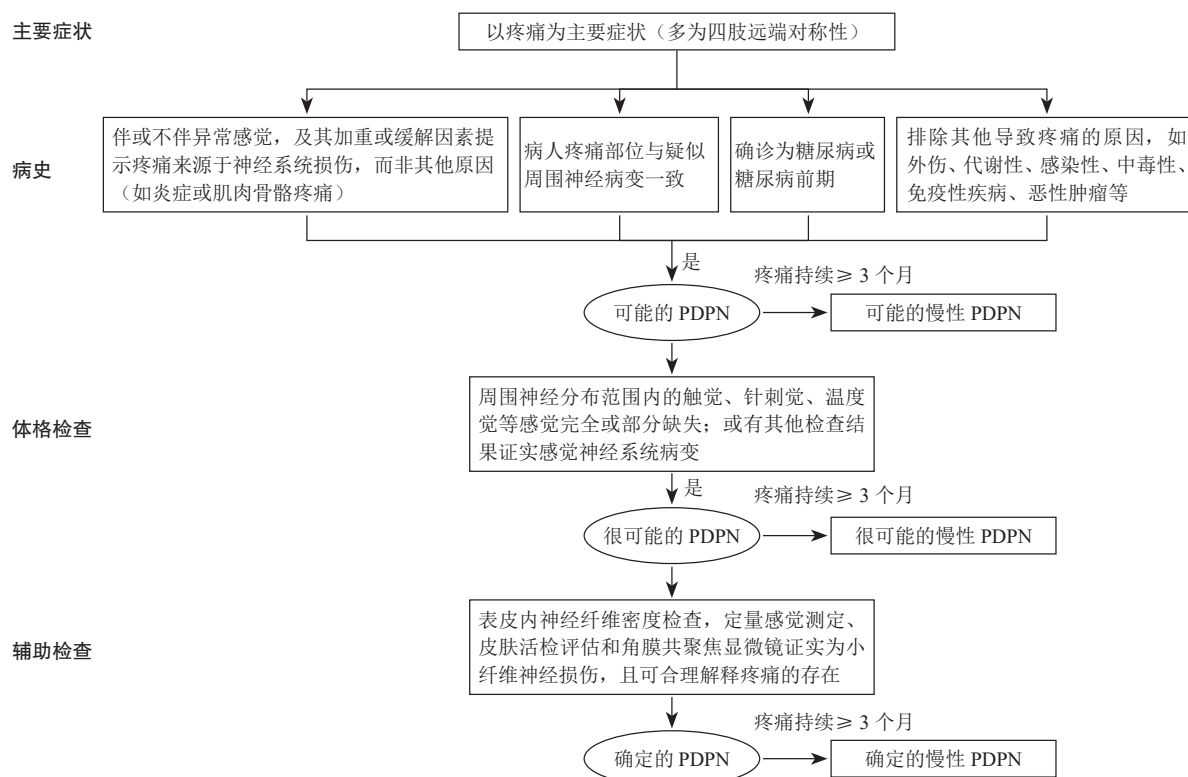 主要症状
以疼痛为主要症状（多为四肢远端对称性）
病史
伴或不伴异常感觉，及其加重或缓解因素提
示疼痛来源于神经系统损伤，而非其他原因
（如炎症或肌肉骨骼疼痛）
病人疼痛部位与疑似
周围神经病变一致
确诊为糖尿病或
糖尿病前期
排除其他导致疼痛的原因，如
外伤、代谢性、感染性、中毒性、
免疫性疾病、恶性肿瘤等
是
疼痛持续≥ 3 个月
可能的 PDPN
可能的慢性 PDPN
体格检查
周围神经分布范围内的触觉、针刺觉、温度
觉等感觉完全或部分缺失；或有其他检查结
果证实感觉神经系统病变
是
疼痛持续≥ 3 个月
很可能的 PDPN
很可能的慢性 PDPN
辅助检查
表皮内神经纤维密度检查，定量感觉测定、
皮肤活检评估和角膜共聚焦显微镜证实为小
纤维神经损伤，且可合理解释疼痛的存在
疼痛持续≥ 3 个月
确定的 PDPN
确定的慢性 PDPN